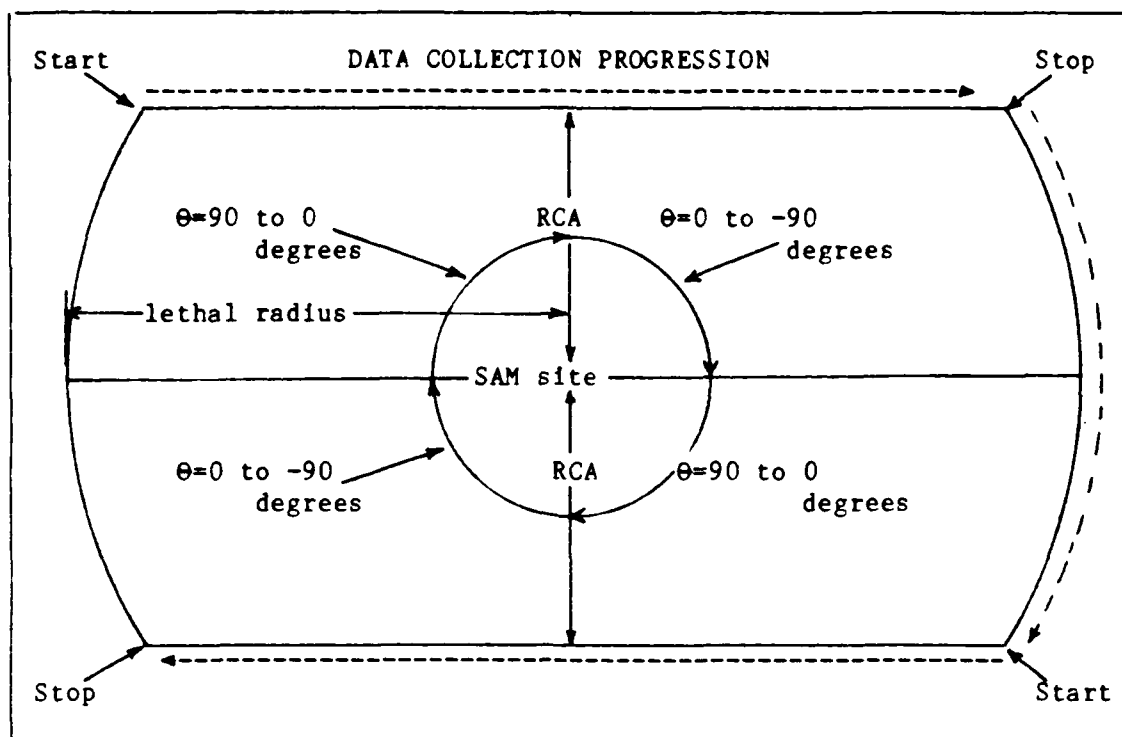 Start
DATA COLLECTION PROGRESSION
Stop
θ=90 to 0
degrees
RCA
θ=0 to -90
degrees
lethal radius
SAM site
θ=0 to -90
degrees
RCA
θ=90 to 0
degrees
Stop
Start